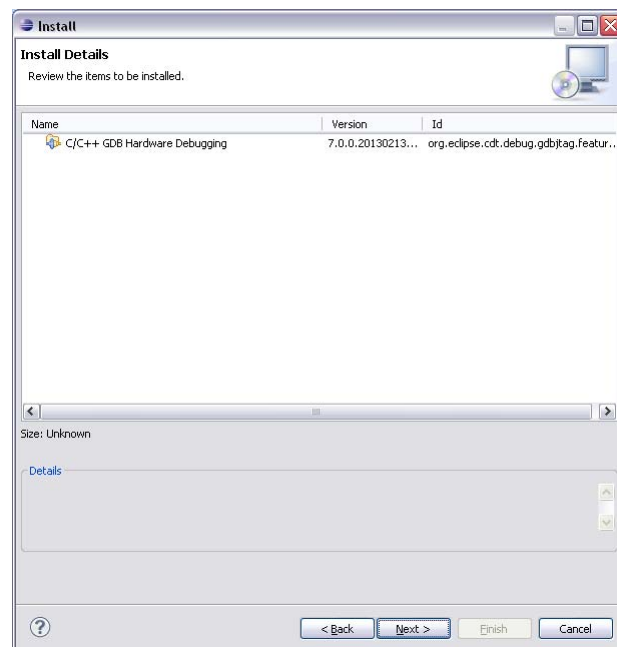 Install
Install Details
Review the items to be installed.
Name Version Id
C/C++ GDB Hardware Debugging 7.0.0.20130213... org.eclipse.cdt.debug.gdbjtag.featur...
Size: Unknown
Details
? < Back Next > Finish Cancel